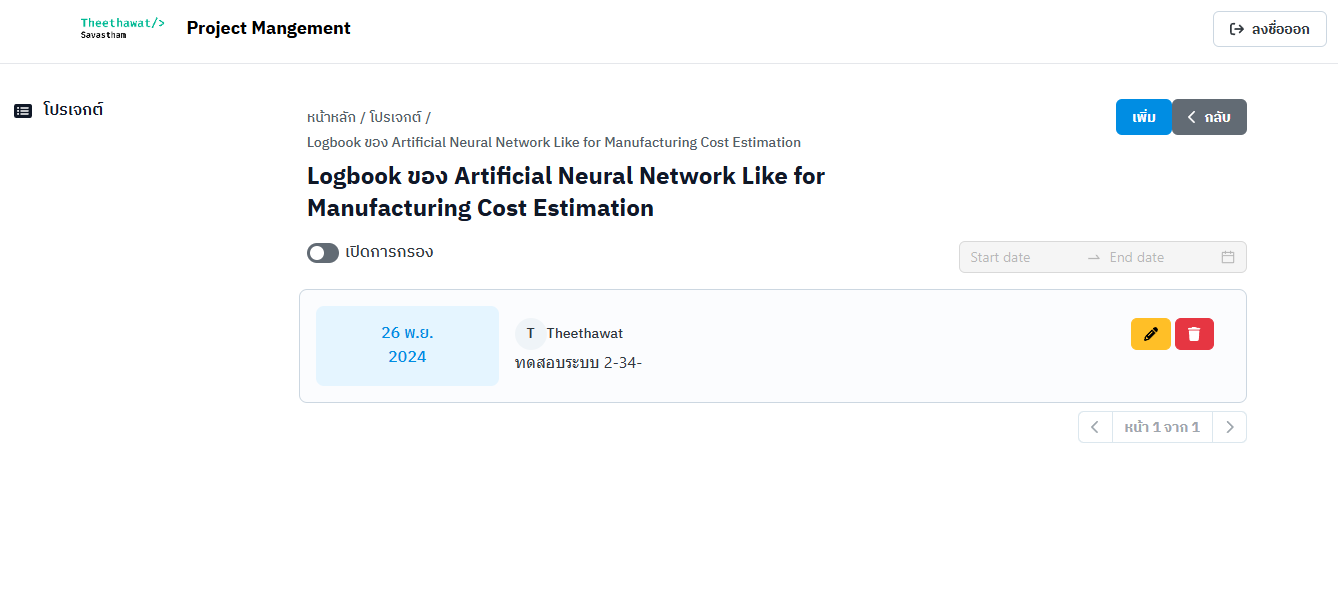 Theethawat/>
Savastham
Project Mangement
ลงชื่อออก
โปรเจกต์
หน้าหลัก / โปรเจกต์ /
Logbook ของ Artificial Neural Network Like for Manufacturing Cost Estimation
เพิ่ม
กลับ
Logbook ของ Artificial Neural Network Like for
Manufacturing Cost Estimation
เปิดการกรอง
Start date
End date
26 พ.ย.
2024
T Theethawat
ทดสอบระบบ 2-34-
หน้า 1 จาก 1